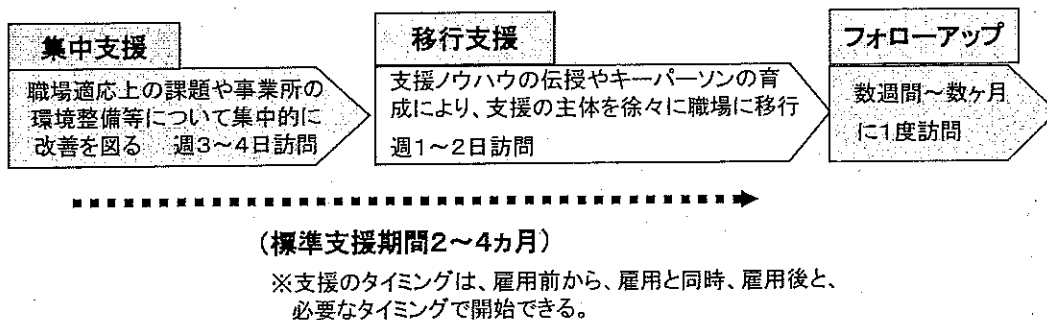 集中支援
職場適応上の課題や事業所の
環境整備等について集中的に
改善を図る 週3~4日訪問
移行支援
支援ノウハウの伝授やキーパーソンの育
成により、支援の主体を徐々に職場に移行
週1~2日訪問
フォローアップ
数週間~数ヶ月
に1度訪問
(標準支援期間2~4ヵ月)
※支援のタイミングは、雇用前から、雇用と同時、雇用後と、
必要なタイミングで開始できる。